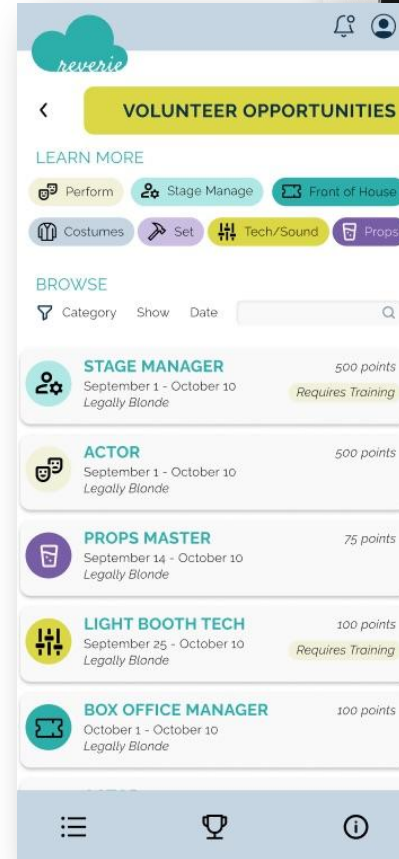 reverie
VOLUNTEER OPPORTUNITIES
LEARN MORE
Perform
Stage Manage
Front of House
Costumes
Set
Tech/Sound
Props
BROWSE
Category Show Date
STAGE MANAGER
500 points
September 1 - October 10
Requires Training
Legally Blonde
ACTOR
500 points
September 1 - October 10
Legally Blonde
PROPS MASTER
75 points
September 14 - October 10
Legally Blonde
LIGHT BOOTH TECH
100 points
September 25 - October 10
Requires Training
Legally Blonde
BOX OFFICE MANAGER
100 points
October 1 - October 10
Legally Blonde